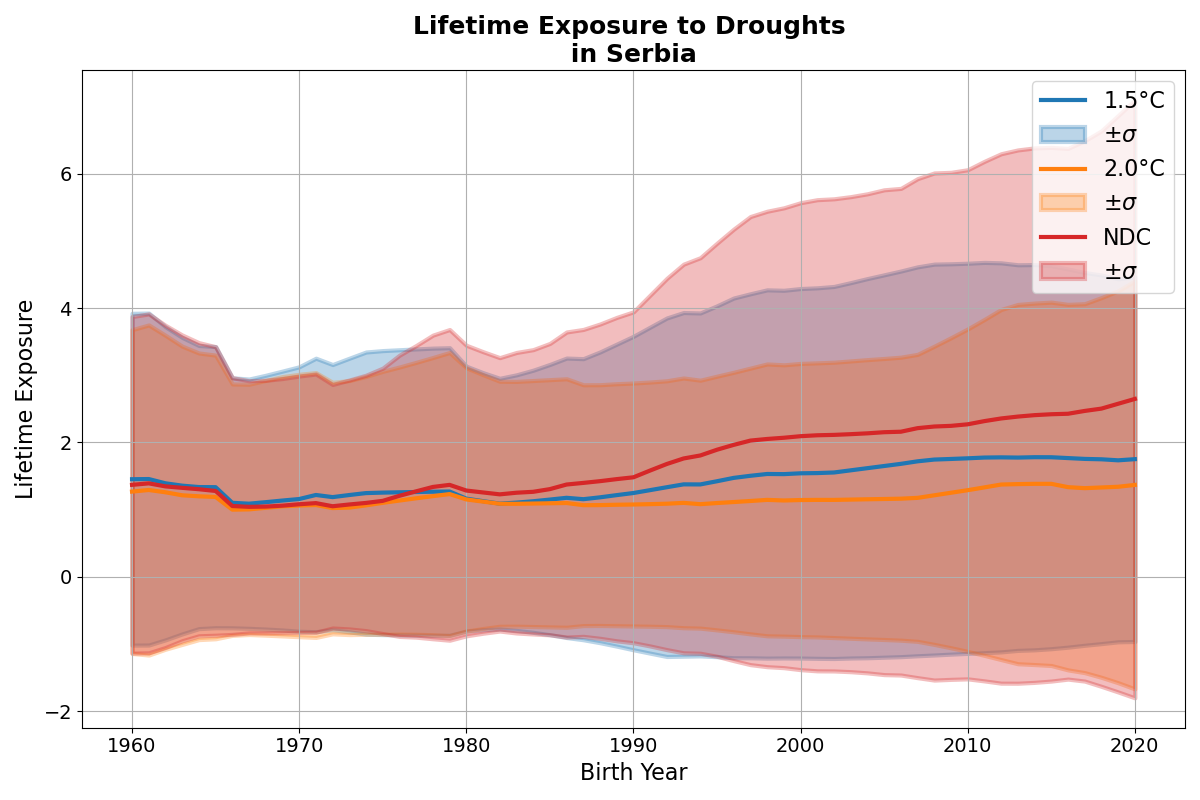 Lifetime Exposure to Droughts
in Serbia
Lifetime Exposure
6
4
2
0
−2
1960
1970
1980
1990
2000
2010
2020
Birth Year
1.5°C
±σ
2.0°C
±σ
NDC
±σ